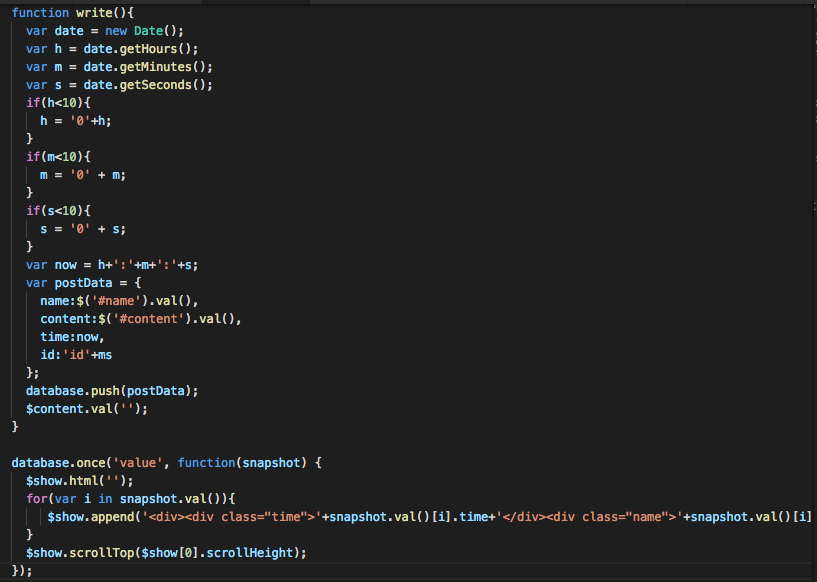 function write(){
var date = new Date();
var h = date.getHours();
var m = date.getMinutes();
var s = date.getSeconds();
if(h<10){
h = '0'+h;
}
if(m<10){
m = '0' + m;
}
if(s<10){
s = '0' + s;
}
var now = h+':'+m+':'+s;
var postData = {
name:$('#name').val(),
content:$('#content').val(),
time:now,
id:'id'+ms
};
database.push(postData);
$content.val('');
}
database.once('value', function(snapshot) {
$show.html('');
for(var i in snapshot.val()){
$show.append('<div><div class="time">'+snapshot.val()[i].time+'</div><div class="name">'+snapshot.val()[i]
}
$show.scrollTop($show[0].scrollHeight);
});